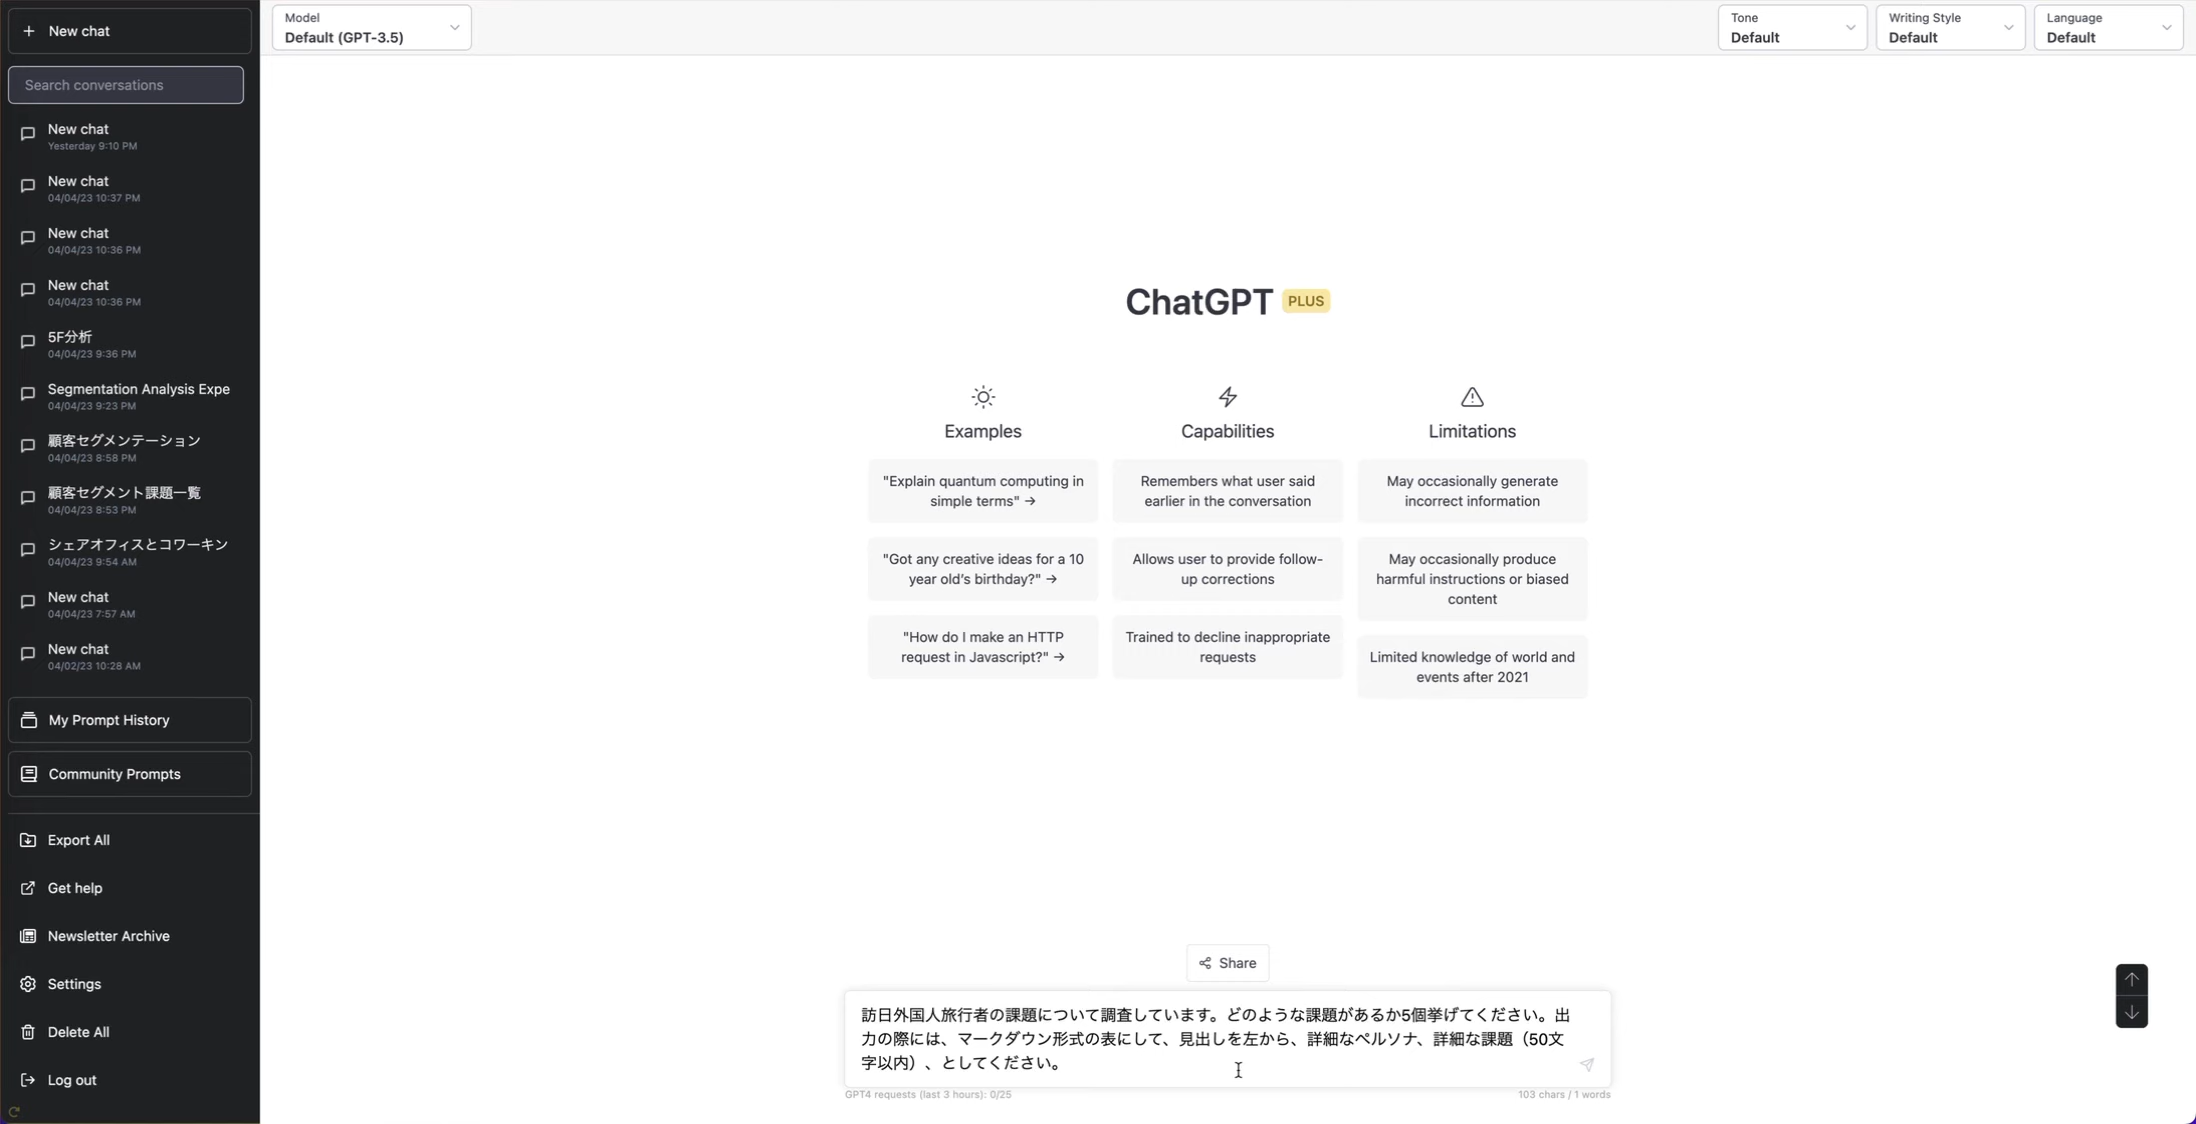 New chat
Search conversations
New chat
Yesterday 9:10 PM
New chat
04/04/23 10:37 PM
New chat
04/04/23 10:36 PM
New chat
04/04/23 10:36 PM
5F分析
04/04/23 9:36 PM
Segmentation Analysis Expe
04/04/23 9:23 PM
顧客セグメンテーション
04/04/23 8:58 PM
顧客セグメント課題一覧
04/04/23 8:53 PM
シェアオフィスとコワーキン
04/04/23 9:54 AM
New chat
04/04/23 7:57 AM
New chat
04/02/23 10:28 AM
My Prompt History
Community Prompts
Export All
Get help
Newsletter Archive
Settings
Delete All
Log out
Model
Default (GPT-3.5)
Tone
Default
Writing Style
Default
Language
Default
ChatGPT PLUS
Examples
"Explain quantum computing in
simple terms" →
"Got any creative ideas for a 10
year old's birthday?" →
"How do I make an HTTP
request in Javascript?" →
Capabilities
Remembers what user said
earlier in the conversation
Allows user to provide follow-
up corrections
Trained to decline inappropriate
requests
Limitations
May occasionally generate
incorrect information
May occasionally produce
harmful instructions or biased
content
Limited knowledge of world and
events after 2021
Share
訪日外国人旅行者の課題について調査しています。どのような課題があるか5個挙げてください。出
力の際には、マークダウン形式の表にして、見出しを左から、詳細なペルソナ、詳細な課題（50文
字以内）、としてください。
GPT4 requests (last 3 hours): 0/25
103 chars / 1 words